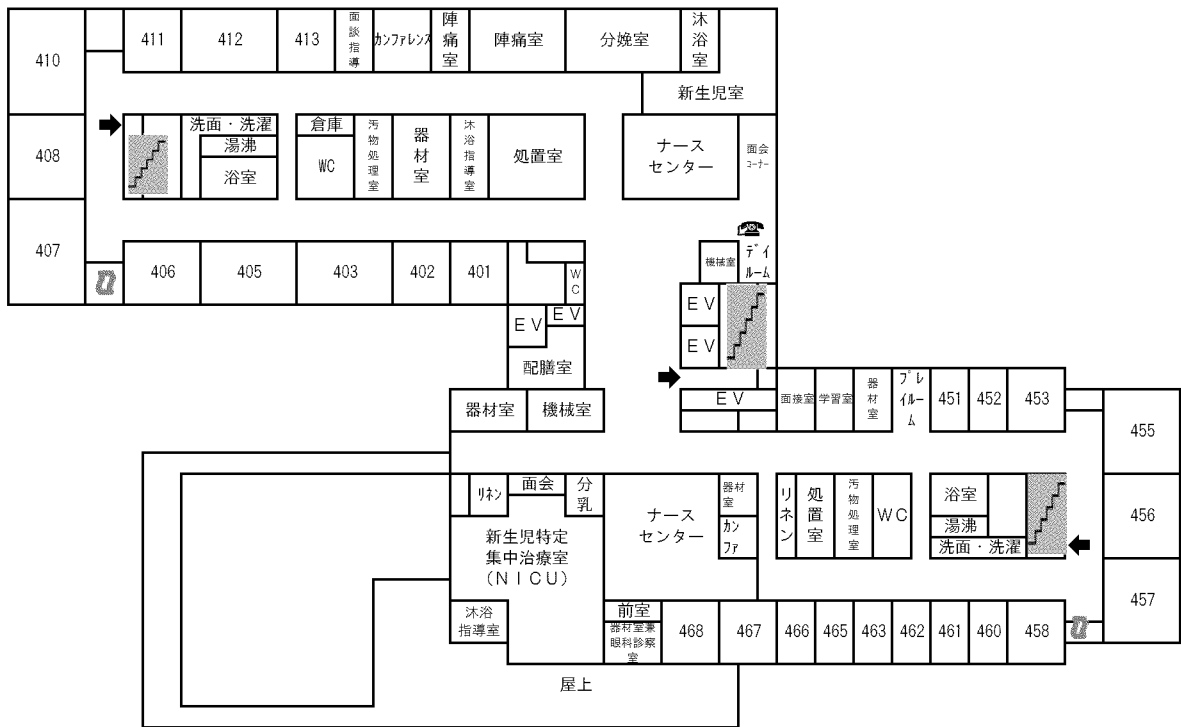 410
411
412
413
面談指導
カンファレンス
陣痛室
陣痛室
分娩室
沐浴室
新生児室
408
洗面・洗濯
湯沸
浴室
倉庫
WC
汚物処理室
器材室
沐浴指導室
処置室
ナース
センター
面会
コーナー
407
406
405
403
402
401
WC
機械室
デイ
ルーム
EV
EV
EV
EV
配膳室
器材室
機械室
EV
面接室
学習室
器材室
プレイルーム
451
452
453
455
リネン
面会
分乳
新生児特定
集中治療室
(NICU)
ナース
センター
器材室
カンファ
リネン
処置室
汚物処理室
WC
浴室
湯沸
洗面・洗濯
456
沐浴
指導室
前室
器材室兼
眼科診察
室
468
467
466
465
463
462
461
460
458
457
屋上